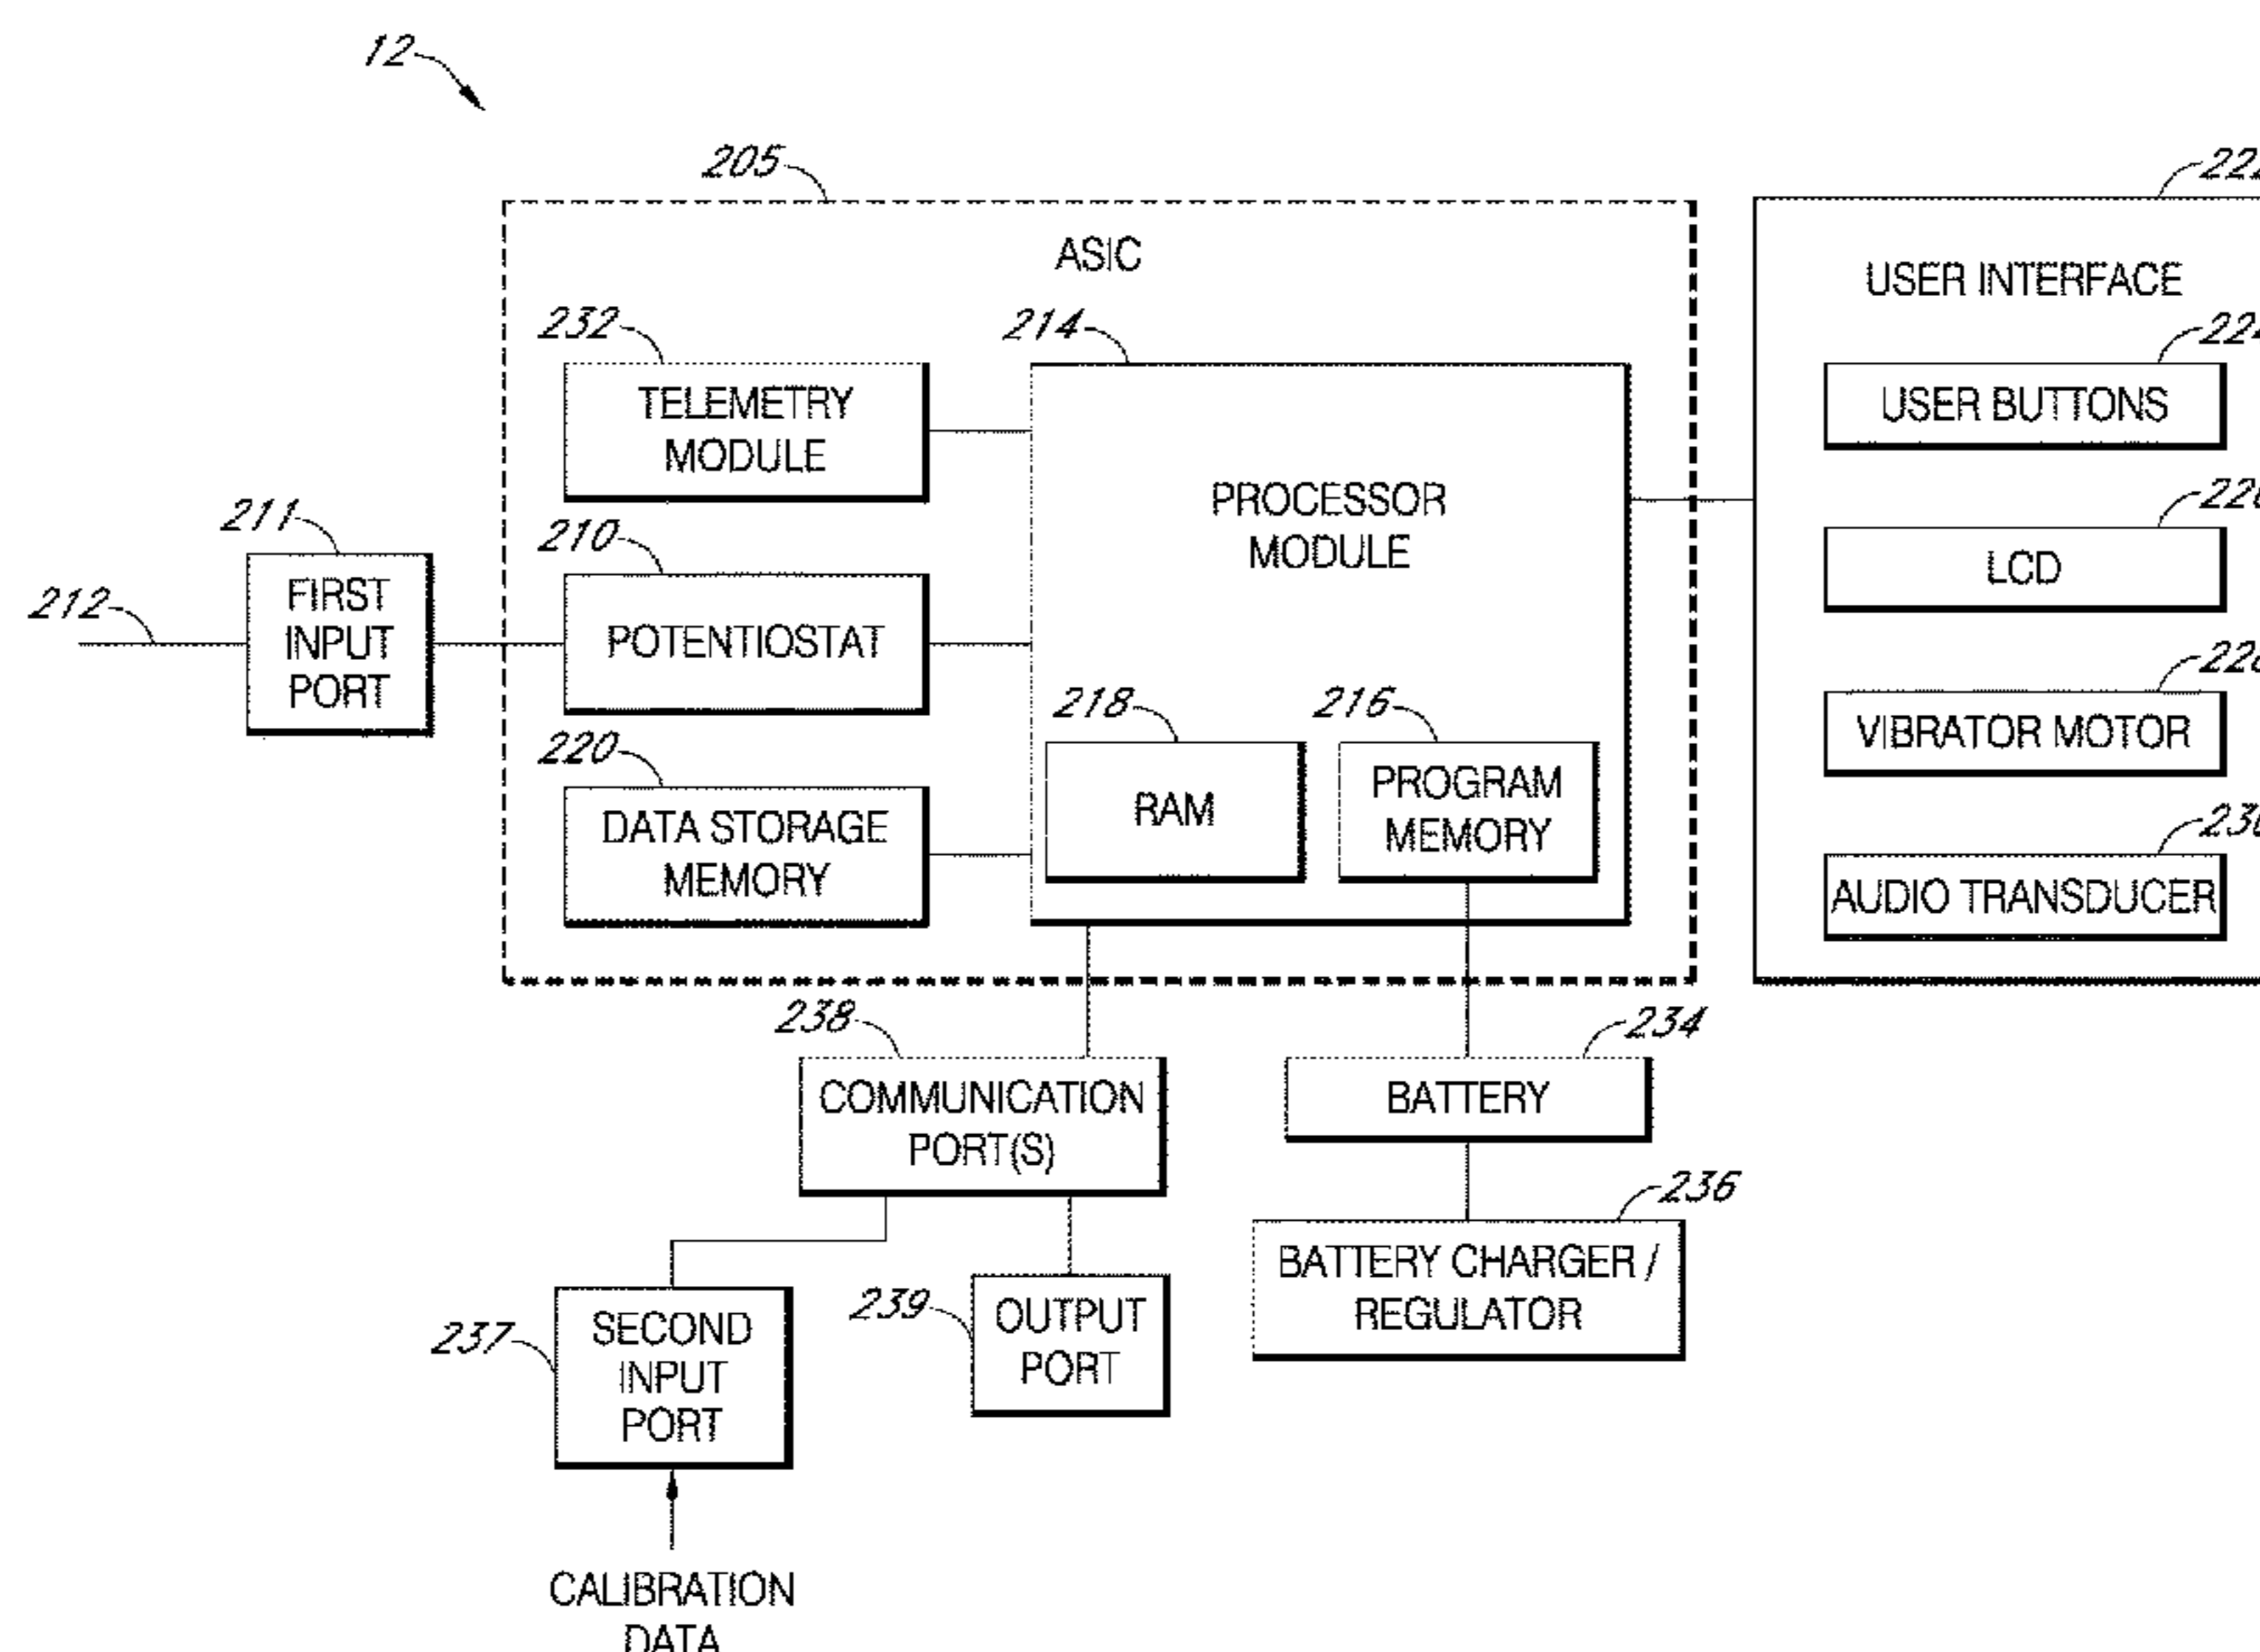 12
205
ASIC
222
USER INTERFACE
232
TELEMETRY
MODULE
214
PROCESSOR
MODULE
USER BUTTONS
211
FIRST
INPUT
PORT
212
210
POTENTIOSTAT
LCD
218
RAM
216
PROGRAM
MEMORY
VIBRATOR MOTOR
220
DATA STORAGE
MEMORY
AUDIO TRANSDUCER
238
COMMUNICATION
PORT(S)
234
BATTERY
236
BATTERY CHARGER /
REGULATOR
237
SECOND
INPUT
PORT
239
OUTPUT
PORT
CALIBRATION
DATA